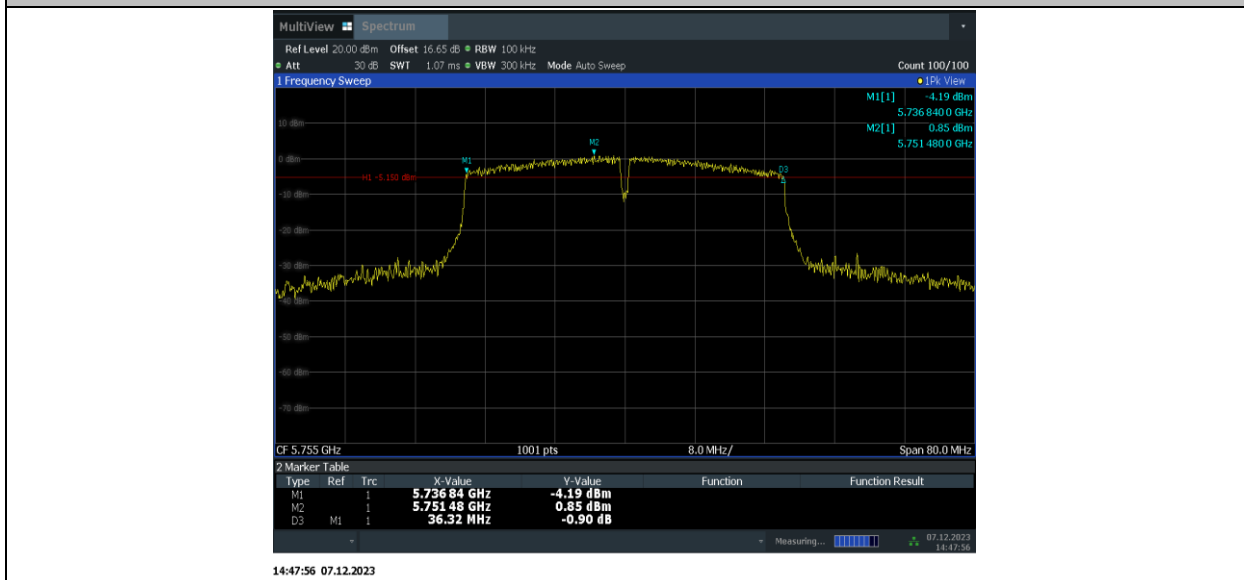 MultiView Spectrum
Ref Level 20.00 dBm Offset 16.65 dB RBW 100 kHz
Att 30 dB SWT 1.07 ms VBW 300 kHz Mode Auto Sweep Count 100/100
1 Frequency Sweep 1Pk View
M1[1] -4.19 dBm
5.736 840 0 GHz
10 dBm
M2[1] 0.85 dBm
M2
5.751 480 0 GHz
0 dBm
M1
D3
H1 -5.150 dBm
-10 dBm
-20 dBm
-30 dBm
-40 dBm
-50 dBm
-60 dBm
-70 dBm
CF 5.755 GHz 1001 pts 8.0 MHz/ Span 80.0 MHz
2 Marker Table
Type Ref Trc X-Value Y-Value Function Function Result
M1 1 5.736 84 GHz -4.19 dBm
M2 1 5.751 48 GHz 0.85 dBm
D3 M1 1 36.32 MHz -0.90 dB
Measuring... 07.12.2023
14:47:56
14:47:56 07.12.2023